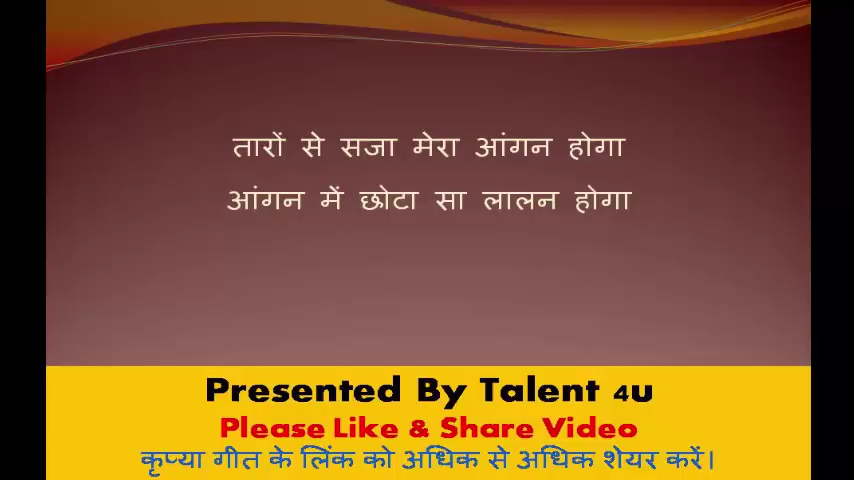 तारों से सजा मेरा आंगन होगा
आंगन में छोटा सा लालन होगा
Presented By Talent 4u
Please Like & Share Video
कृप्या गीत के लिंक को अधिक से अधिक शेयर करें।